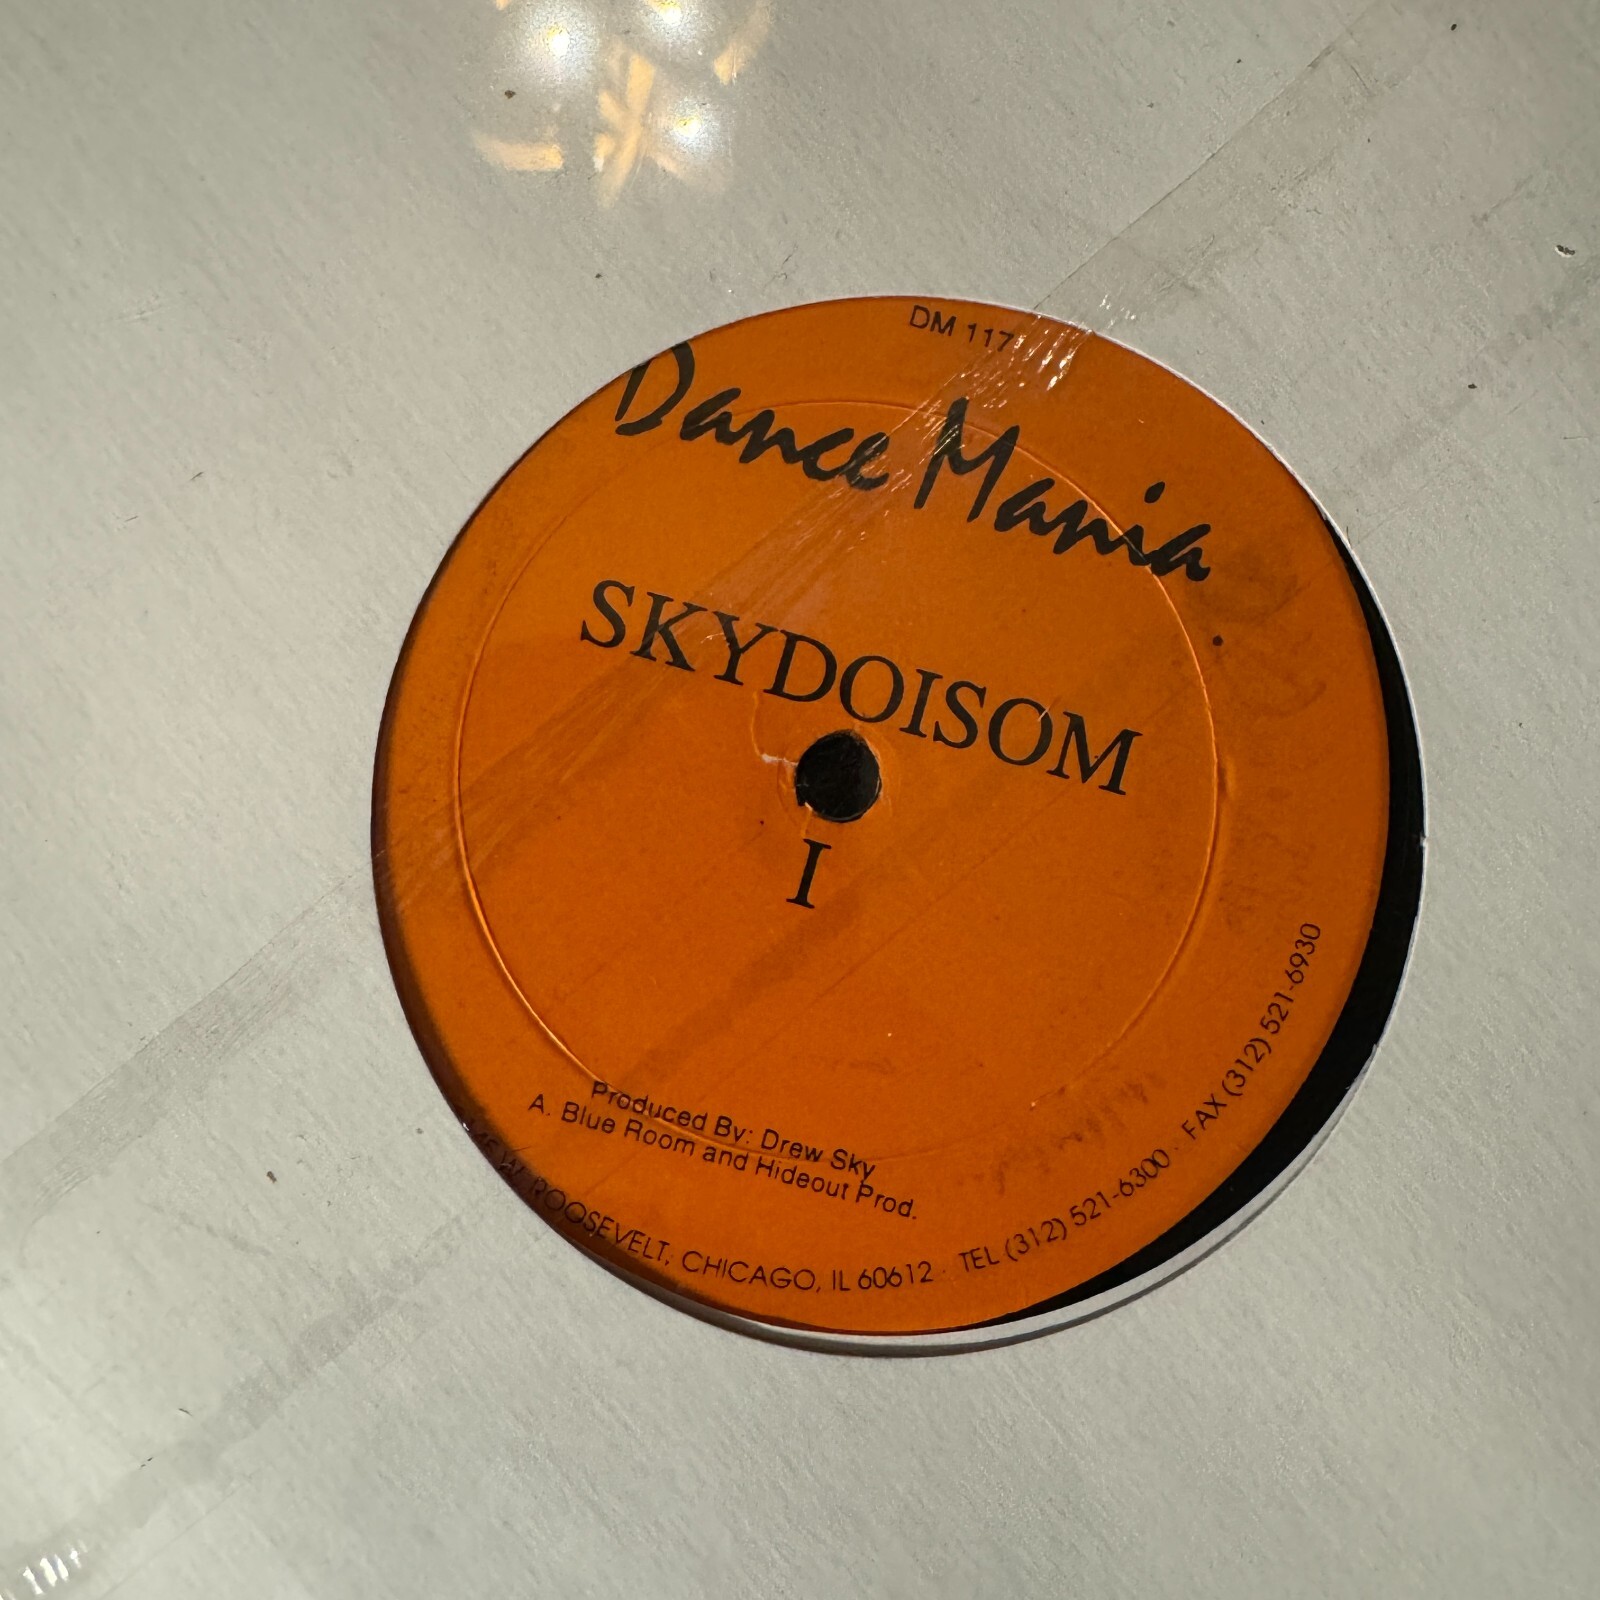 DM 117
Dance Mania
SKYDOISOM
I
Produced By: Drew Sky
A. Blue Room and Hideout Prod.
W. ROOSEVELT, CHICAGO, IL 60612 · TEL (312) 521-6300 · FAX (312) 521-6930